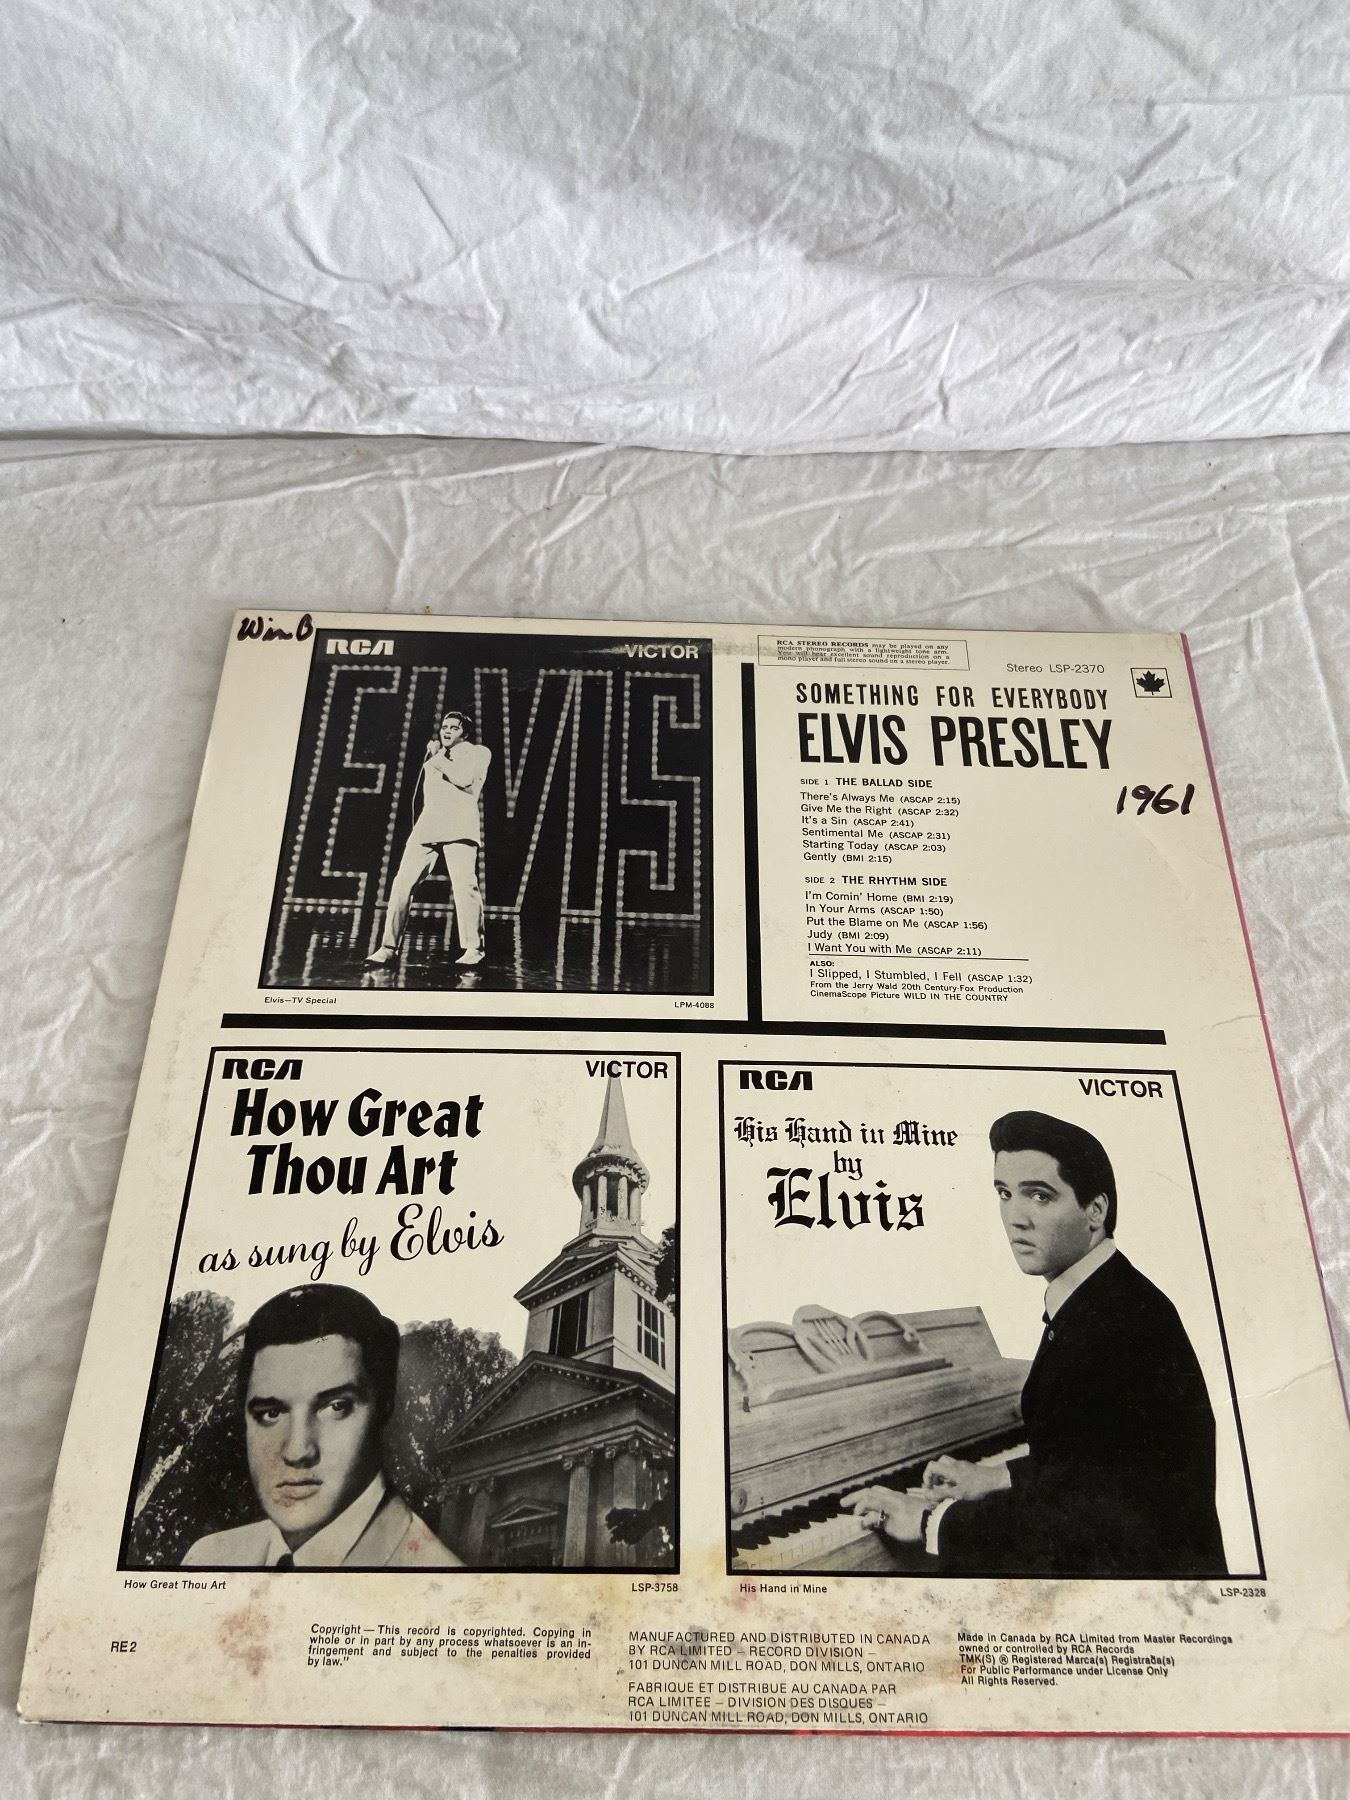 Win B
RCA VICTOR
ELVIS
Elvis—TV Special LPM-4088
RCA STEREO RECORDS may be played on any
modern phonograph with a lightweight tone arm.
You will hear excellent sound reproduction on a
mono player and full stereo sound on a stereo player.
Stereo LSP-2370
SOMETHING FOR EVERYBODY
ELVIS PRESLEY
SIDE 1 THE BALLAD SIDE
There's Always Me (ASCAP 2:15)
Give Me the Right (ASCAP 2:32)
It's a Sin (ASCAP 2:41)
Sentimental Me (ASCAP 2:31)
Starting Today (ASCAP 2:03)
Gently (BMI 2:15)
1961
SIDE 2 THE RHYTHM SIDE
I'm Comin' Home (BMI 2:19)
In Your Arms (ASCAP 1:50)
Put the Blame on Me (ASCAP 1:56)
Judy (BMI 2:09)
I Want You with Me (ASCAP 2:11)
ALSO:
I Slipped, I Stumbled, I Fell (ASCAP 1:32)
From the Jerry Wald 20th Century-Fox Production
CinemaScope Picture WILD IN THE COUNTRY
RCA VICTOR
How Great
Thou Art
as sung by Elvis
How Great Thou Art LSP-3758
RCA VICTOR
His Hand in Mine
by
Elvis
His Hand in Mine LSP-2328
RE2
Copyright — This record is copyrighted. Copying in
whole or in part by any process whatsoever is an in-
fringement and subject to the penalties provided
by law."
MANUFACTURED AND DISTRIBUTED IN CANADA
BY RCA LIMITED – RECORD DIVISION –
101 DUNCAN MILL ROAD, DON MILLS, ONTARIO
FABRIQUE ET DISTRIBUE AU CANADA PAR
RCA LIMITEE – DIVISION DES DISQUES –
101 DUNCAN MILL ROAD, DON MILLS, ONTARIO
Made in Canada by RCA Limited from Master Recordings
owned or controlled by RCA Records
TMK(S) ® Registered Marca(s) Registrada(s)
For Public Performance under License Only
All Rights Reserved.